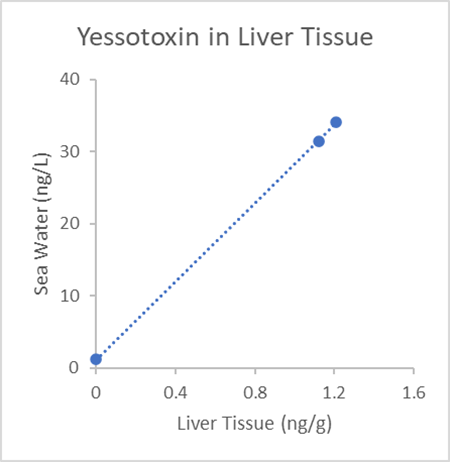 Yessotoxin in Liver Tissue
40
30
20
10
0
Sea Water (ng/L)
0 0.4 0.8 1.2 1.6
Liver Tissue (ng/g)